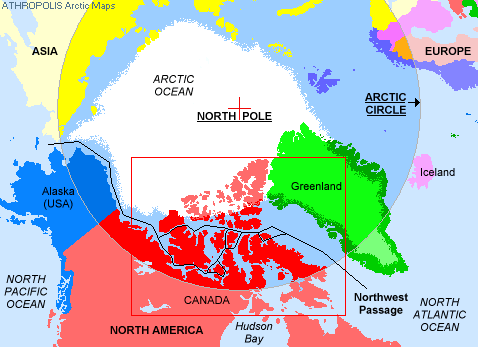 ATHROPOLIS Arctic Maps
ASIA
EUROPE
ARCTIC
OCEAN
NORTH POLE
ARCTIC
CIRCLE
Iceland
Greenland
Alaska
(USA)
NORTH
PACIFIC
OCEAN
CANADA
Northwest
Passage
NORTH
ATLANTIC
OCEAN
NORTH AMERICA
Hudson
Bay